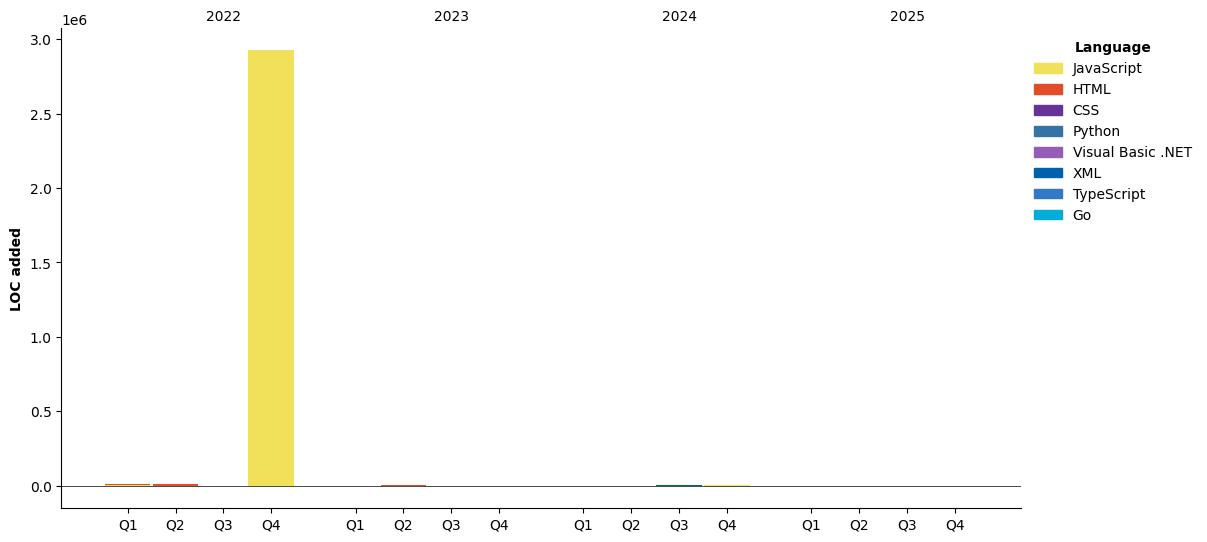 1e6
2022 2023 2024 2025
3.0
2.5
2.0
1.5
1.0
0.5
0.0
LOC added
Q1 Q2 Q3 Q4 Q1 Q2 Q3 Q4 Q1 Q2 Q3 Q4 Q1 Q2 Q3 Q4
Language
JavaScript
HTML
CSS
Python
Visual Basic .NET
XML
TypeScript
Go